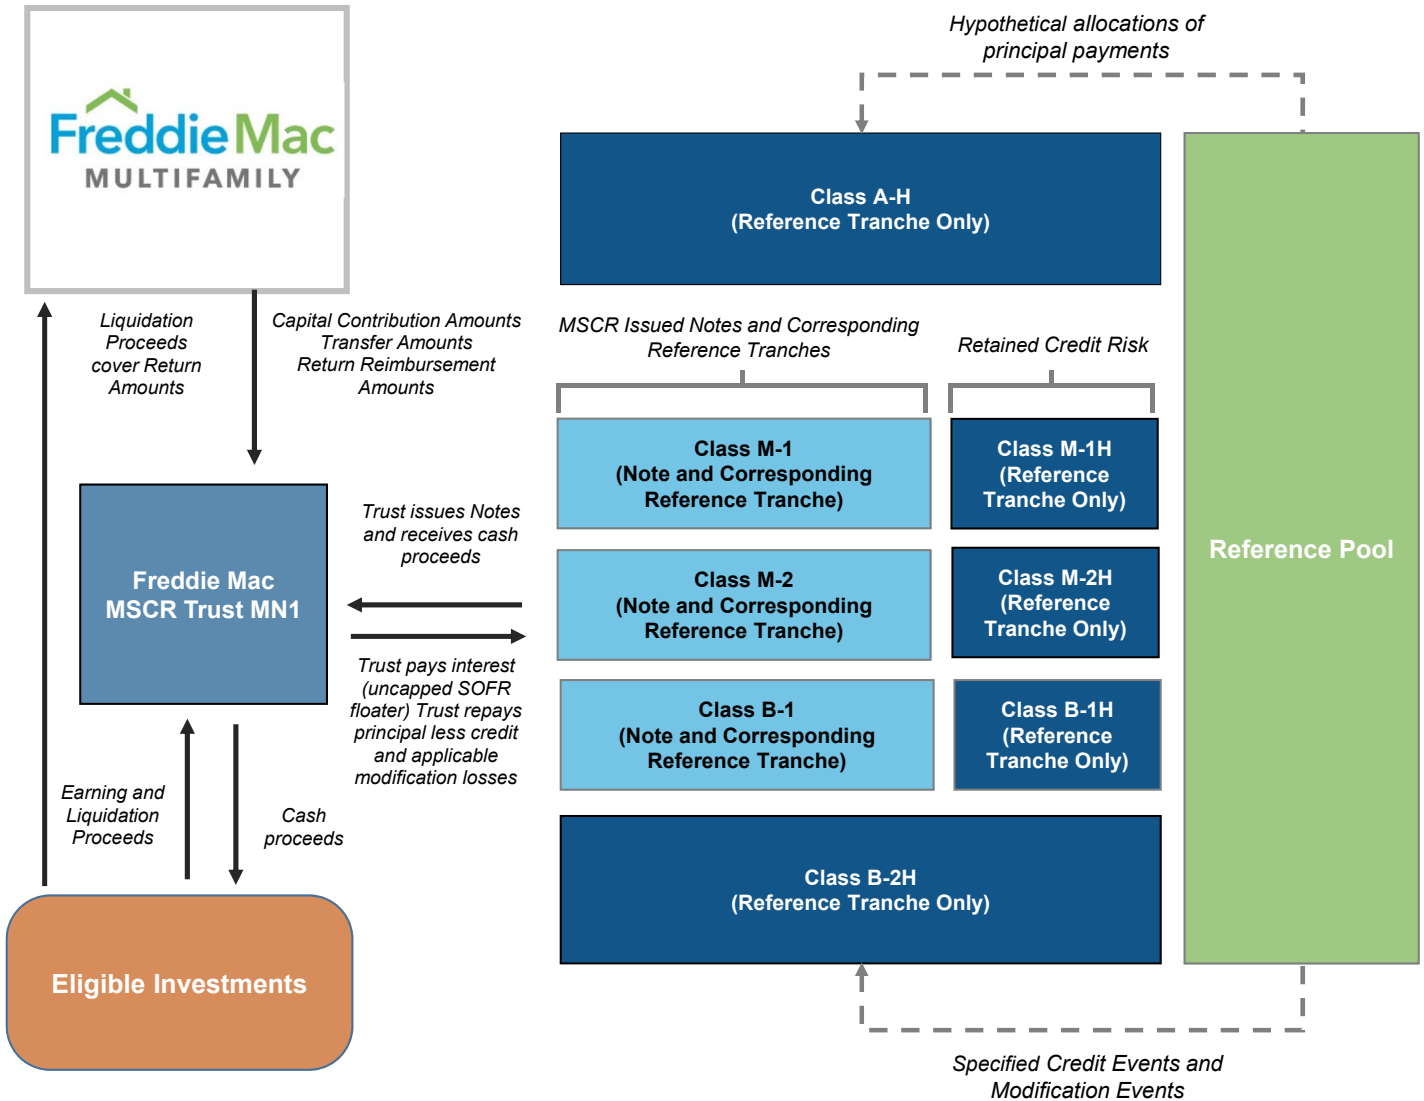 Freddie Mac
MULTIFAMILY
Hypothetical allocations of
principal payments
Class A-H
(Reference Tranche Only)
Liquidation
Proceeds
cover Return
Amounts
Capital Contribution Amounts
Transfer Amounts
Return Reimbursement
Amounts
MSCR Issued Notes and Corresponding
Reference Tranches
Retained Credit Risk
Class M-1
(Note and Corresponding
Reference Tranche)
Class M-1H
(Reference
Tranche Only)
Trust issues Notes
and receives cash
proceeds
Freddie Mac
MSCR Trust MN1
Class M-2
(Note and Corresponding
Reference Tranche)
Class M-2H
(Reference
Tranche Only)
Reference Pool
Trust pays interest
(uncapped SOFR
floater) Trust repays
principal less credit
and applicable
modification losses
Class B-1
(Note and Corresponding
Reference Tranche)
Class B-1H
(Reference
Tranche Only)
Earning and
Liquidation
Proceeds
Cash
proceeds
Class B-2H
(Reference Tranche Only)
Eligible Investments
Specified Credit Events and
Modification Events